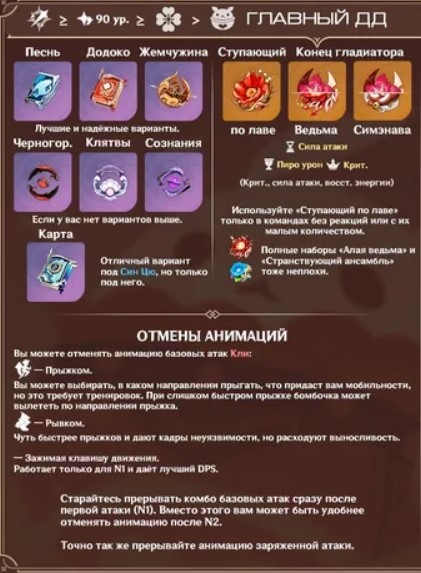 ≥ 90 ур. ≥ > ГЛАВНЫЙ ДД
Песнь Додоко Жемчужина
Ступающий Конец гладиатора
Лучшие и надёжные варианты.
по лаве Ведьма Симэнава
Черногор. Клятвы Сознания
Сила атаки
Пиро урон Крит.
(Крит., сила атаки, восст. энергии)
Если у вас нет вариантов выше.
Карта
Отличный вариант
под Син Цю, но только
под него.
Используйте «Ступающий по лаве»
только в командах без реакций или с их
малым количеством.
Полные наборы «Алая ведьма» и
«Странствующий ансамбль»
тоже неплохи.
ОТМЕНЫ АНИМАЦИЙ
Вы можете отменять анимацию базовых атак Кли:
— Прыжком.
Вы можете выбирать, в каком направлении прыгать, что придаст вам мобильности,
но это требует тренировок. При слишком быстром прыжке бомбочка может
вылететь по направлении прыжка.
— Рывком.
Чуть быстрее прыжков и дают кадры неуязвимости, но расходуют выносливость.
— Зажимая клавишу движения.
Работает только для N1 и даёт лучший DPS.
Старайтесь прерывать комбо базовых атак сразу после
первой атаки (N1). Вместо этого вам может быть удобнее
отменять анимацию после N2.
Точно так же прерывайте анимацию заряженной атаки.